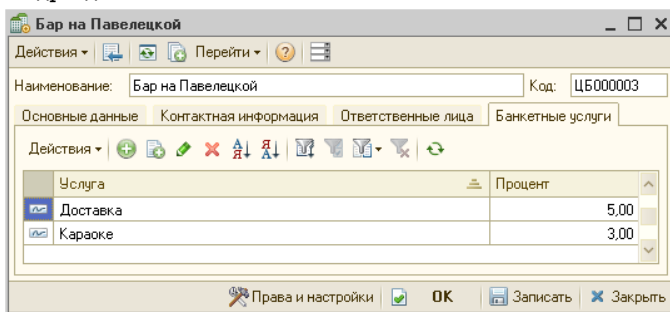 Бар на Павелецкой
Действия Перейти
Наименование: Бар на Павелецкой Код: ЦБ000003
Основные данные Контактная информация Ответственные лица Банкетные услуги
Действия
Услуга Процент
Доставка 5,00
Караоке 3,00
Права и настройки OK Записать Закрыть